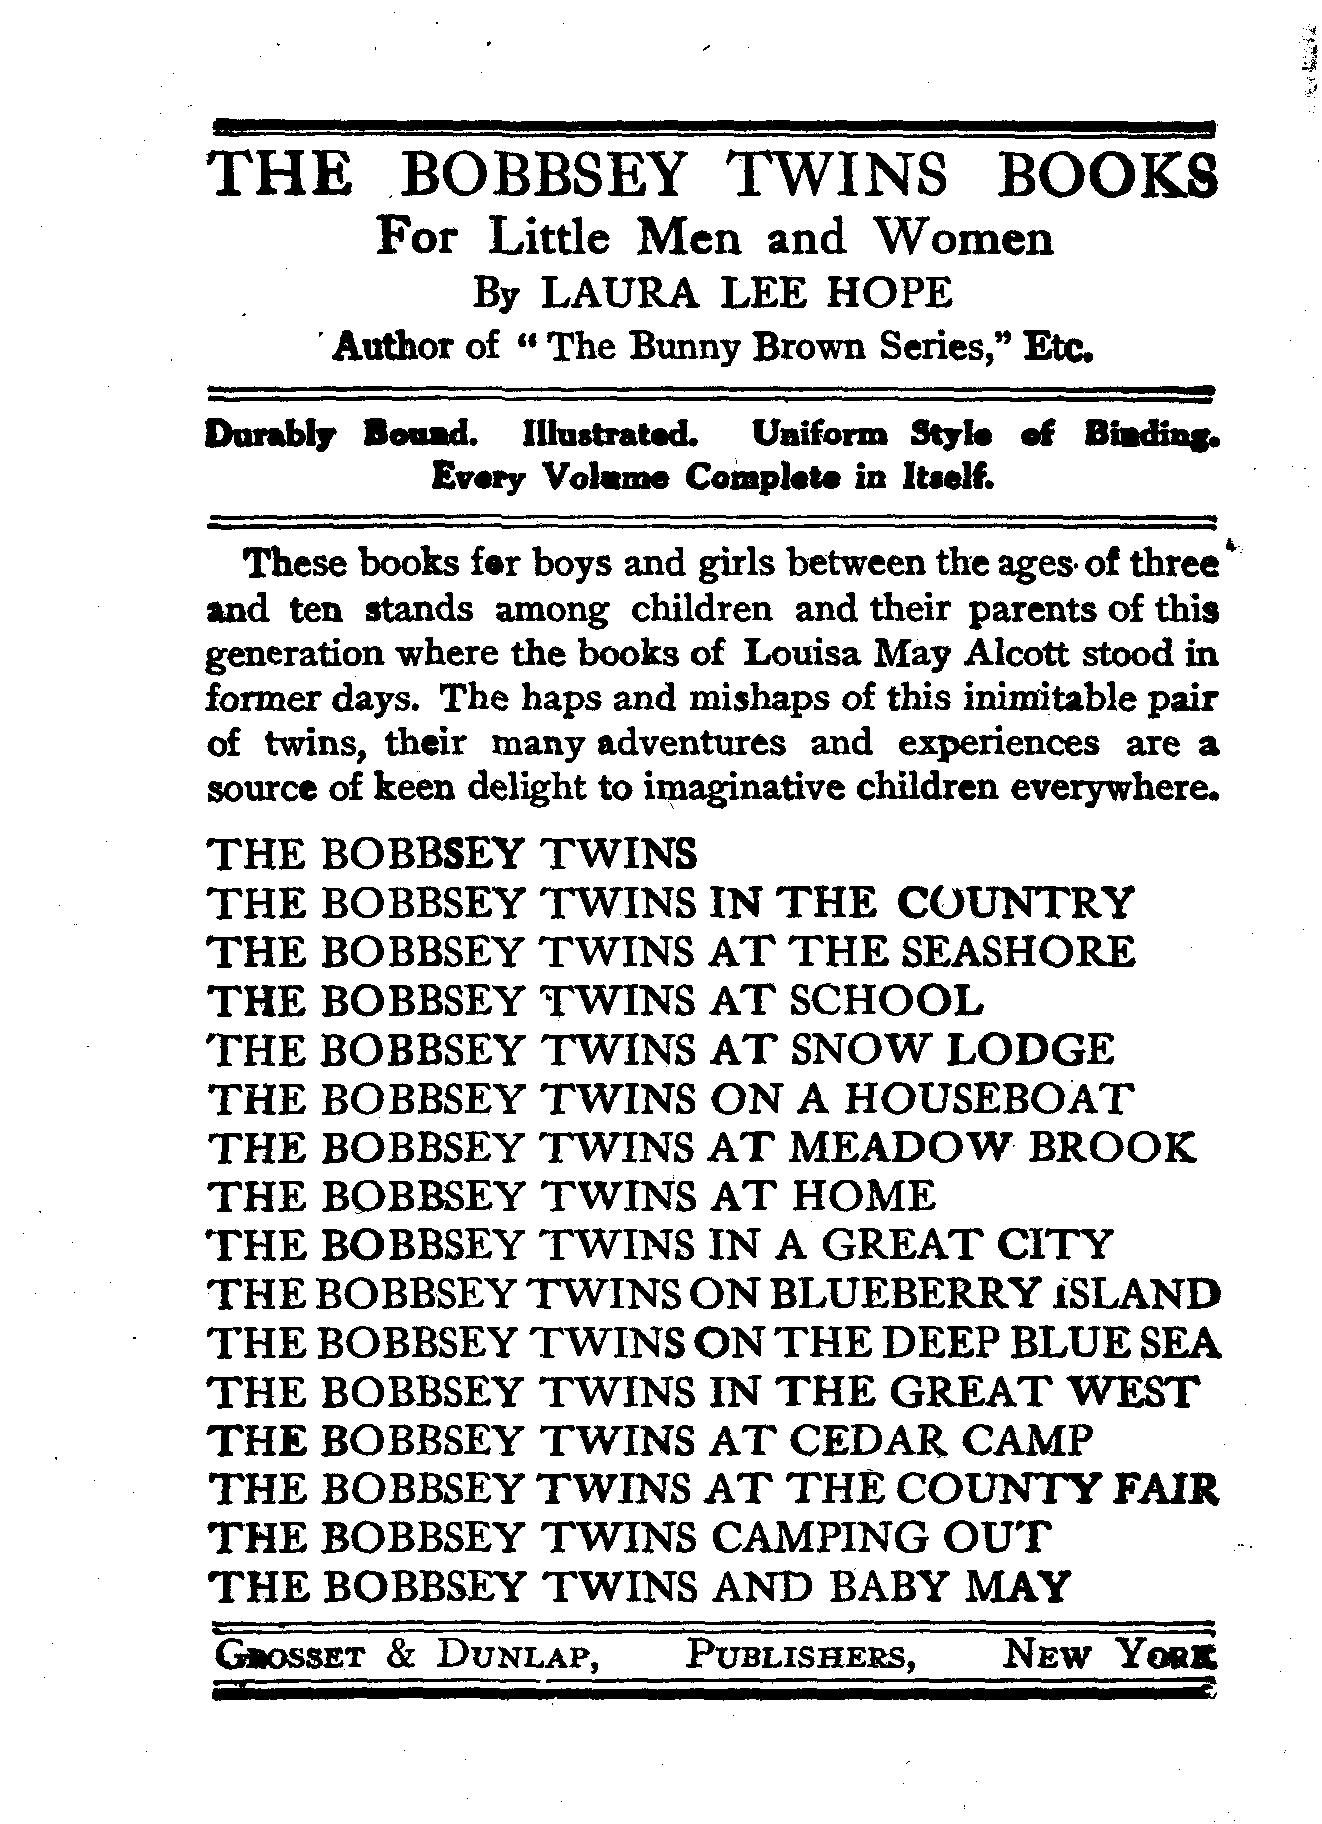 THE BOBBSEY TWINS BOOKS
For Little Men and Women
By LAURA LEE HOPE
Author of "The Bunny Brown Series," Etc.
Durably Bound. Illustrated. Uniform Style of Binding.
Every Volume Complete in Itself.
These books for boys and girls between the ages of three
and ten stands among children and their parents of this
generation where the books of Louisa May Alcott stood in
former days. The haps and mishaps of this inimitable pair
of twins, their many adventures and experiences are a
source of keen delight to imaginative children everywhere.
THE BOBBSEY TWINS
THE BOBBSEY TWINS IN THE COUNTRY
THE BOBBSEY TWINS AT THE SEASHORE
THE BOBBSEY TWINS AT SCHOOL
THE BOBBSEY TWINS AT SNOW LODGE
THE BOBBSEY TWINS ON A HOUSEBOAT
THE BOBBSEY TWINS AT MEADOW BROOK
THE BOBBSEY TWINS AT HOME
THE BOBBSEY TWINS IN A GREAT CITY
THE BOBBSEY TWINS ON BLUEBERRY ISLAND
THE BOBBSEY TWINS ON THE DEEP BLUE SEA
THE BOBBSEY TWINS IN THE GREAT WEST
THE BOBBSEY TWINS AT CEDAR CAMP
THE BOBBSEY TWINS AT THE COUNTY FAIR
THE BOBBSEY TWINS CAMPING OUT
THE BOBBSEY TWINS AND BABY MAY
GROSSET & DUNLAP, PUBLISHERS, NEW YORK